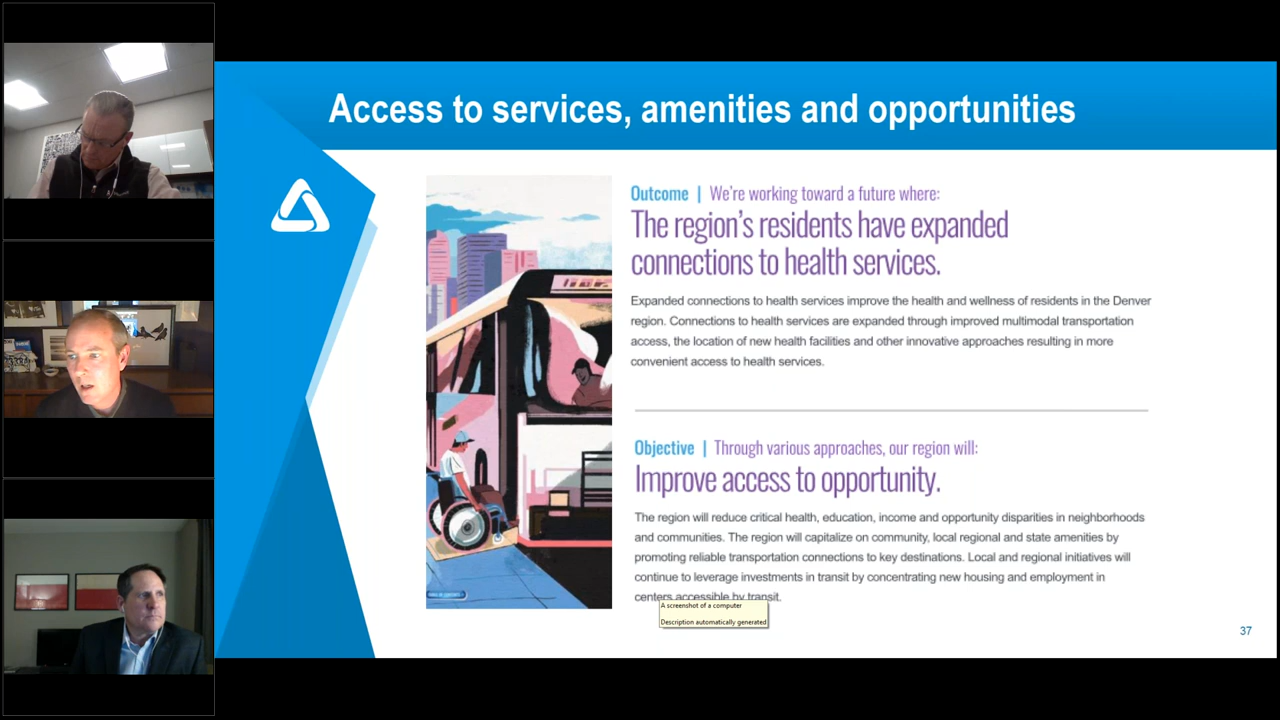 Access to services, amenities and opportunities
Outcome | We're working toward a future where:
The region's residents have expanded
connections to health services.
Expanded connections to health services improve the health and wellness of residents in the Denver
region. Connections to health services are expanded through improved multimodal transportation
access, the location of new health facilities and other innovative approaches resulting in more
convenient access to health services.
Objective | Through various approaches, our region will:
Improve access to opportunity.
The region will reduce critical health, education, income and opportunity disparities in neighborhoods
and communities. The region will capitalize on community, local regional and state amenities by
promoting reliable transportation connections to key destinations. Local and regional initiatives will
continue to leverage investments in transit by concentrating new housing and employment in
centers accessible by transit.
A screenshot of a computer
Description automatically generated
37